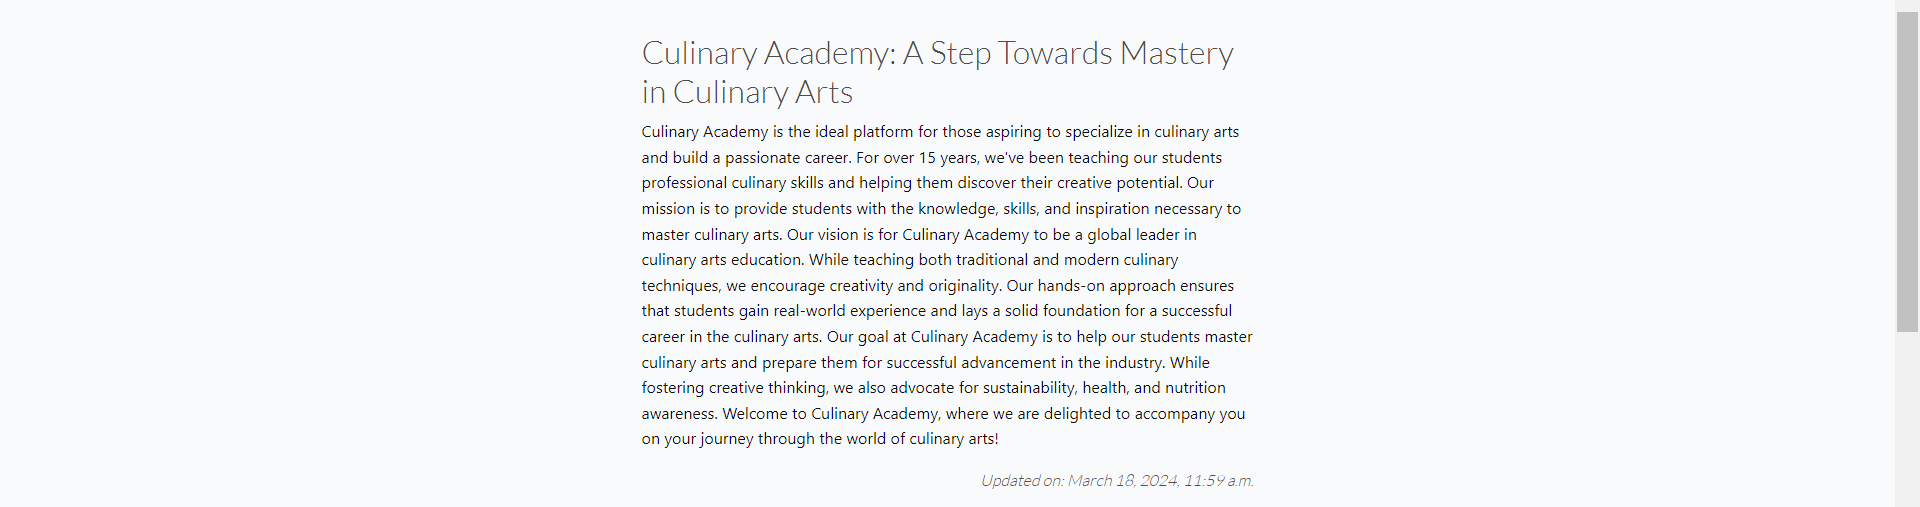 Culinary Academy: A Step Towards Mastery
in Culinary Arts
Culinary Academy is the ideal platform for those aspiring to specialize in culinary arts
and build a passionate career. For over 15 years, we've been teaching our students
professional culinary skills and helping them discover their creative potential. Our
mission is to provide students with the knowledge, skills, and inspiration necessary to
master culinary arts. Our vision is for Culinary Academy to be a global leader in
culinary arts education. While teaching both traditional and modern culinary
techniques, we encourage creativity and originality. Our hands-on approach ensures
that students gain real-world experience and lays a solid foundation for a successful
career in the culinary arts. Our goal at Culinary Academy is to help our students master
culinary arts and prepare them for successful advancement in the industry. While
fostering creative thinking, we also advocate for sustainability, health, and nutrition
awareness. Welcome to Culinary Academy, where we are delighted to accompany you
on your journey through the world of culinary arts!
Updated on: March 18, 2024, 11:59 a.m.